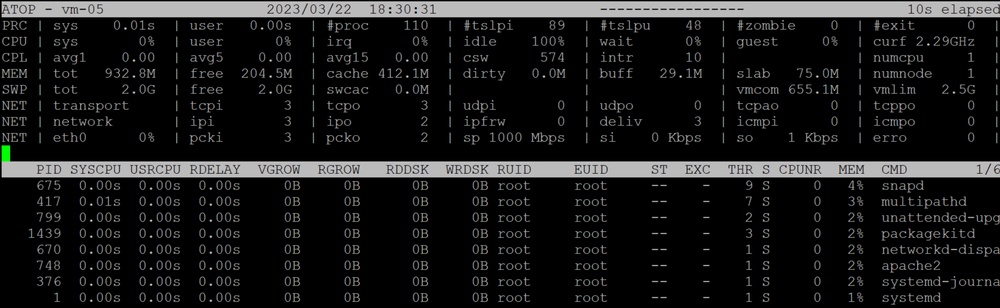 ATOP - vm-05 2023/03/22 18:30:31 ----------------- 10s elapsed
PRC | sys 0.01s | user 0.00s | #proc 110 | #tslpi 89 | #tslpu 48 | #zombie 0 | #exit 0 |
CPU | sys 0% | user 0% | irq 0% | idle 100% | wait 0% | guest 0% | curf 2.29GHz |
CPL | avg1 0.00 | avg5 0.00 | avg15 0.00 | csw 574 | intr 10 | | numcpu 1 |
MEM | tot 932.8M | free 204.5M | cache 412.1M | dirty 0.0M | buff 29.1M | slab 75.0M | numnode 1 |
SWP | tot 2.0G | free 2.0G | swcac 0.0M | | | vmcom 655.1M | vmlim 2.5G |
NET | transport | tcpi 3 | tcpo 3 | udpi 0 | udpo 0 | tcpao 0 | tcppo 0 |
NET | network | ipi 3 | ipo 2 | ipfrw 0 | deliv 3 | icmpi 0 | icmpo 0 |
NET | eth0 0% | pcki 3 | pcko 2 | sp 1000 Mbps | si 0 Kbps | so 1 Kbps | erro 0 |
PID SYSCPU USRCPU RDELAY VGROW RGROW RDDSK WRDSK RUID EUID ST EXC THR S CPUNR MEM CMD 1/6
675 0.00s 0.00s 0.00s 0B 0B 0B 0B root root -- - 9 S 0 4% snapd
417 0.01s 0.00s 0.00s 0B 0B 0B 0B root root -- - 7 S 0 3% multipathd
799 0.00s 0.00s 0.00s 0B 0B 0B 0B root root -- - 2 S 0 2% unattended-upg
1439 0.00s 0.00s 0.00s 0B 0B 0B 0B root root -- - 3 S 0 2% packagekitd
670 0.00s 0.00s 0.00s 0B 0B 0B 0B root root -- - 1 S 0 2% networkd-dispa
748 0.00s 0.00s 0.00s 0B 0B 0B 0B root root -- - 1 S 0 2% apache2
376 0.00s 0.00s 0.00s 0B 0B 0B 0B root root -- - 1 S 0 2% systemd-journa
1 0.00s 0.00s 0.00s 0B 0B 0B 0B root root -- - 1 S 0 1% systemd